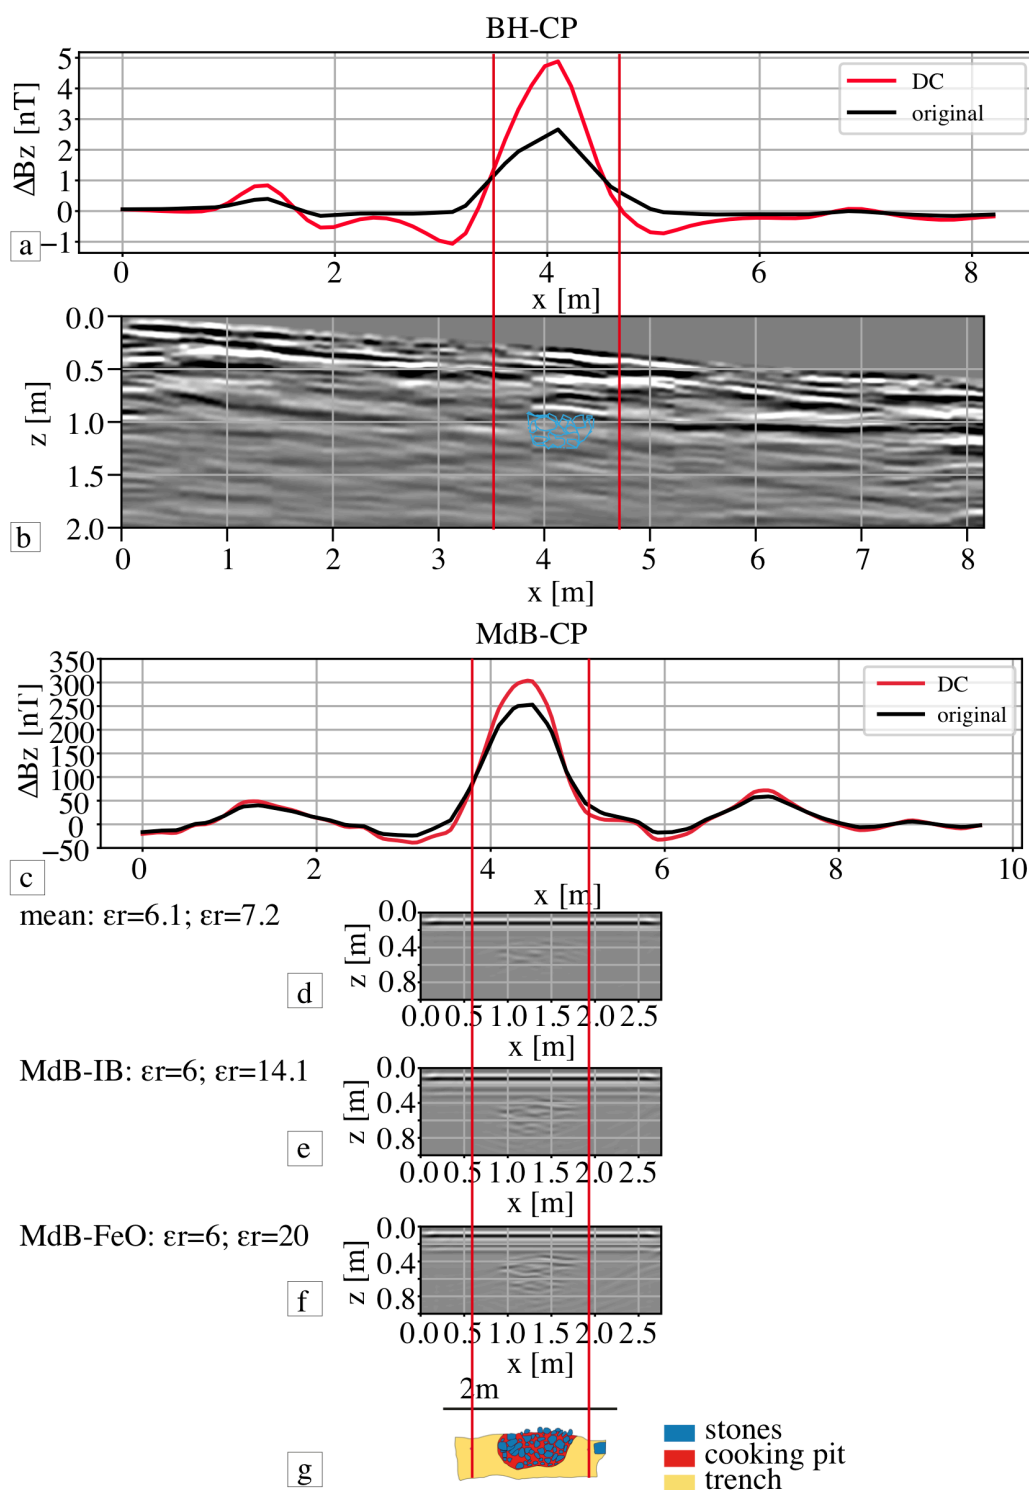 BH-CP
5
4
3
2
1
0
−1
ΔBz [nT]
DC
original
a
0 2 4 6 8
x [m]
0.0
0.5
1.0
1.5
2.0
z [m]
b
0 1 2 3 4 5 6 7 8
x [m]
MdB-CP
350
300
250
200
150
100
50
0
−50
ΔBz [nT]
DC
original
c
0 2 4 6 8 10
x [m]
mean: εr=6.1; εr=7.2
0.0
0.4
0.8
z [m]
d
0.0 0.5 1.0 1.5 2.0 2.5
x [m]
MdB-IB: εr=6; εr=14.1
0.0
0.4
0.8
z [m]
e
0.0 0.5 1.0 1.5 2.0 2.5
x [m]
MdB-FeO: εr=6; εr=20
0.0
0.4
0.8
z [m]
f
0.0 0.5 1.0 1.5 2.0 2.5
x [m]
2m
g
stones
cooking pit
trench